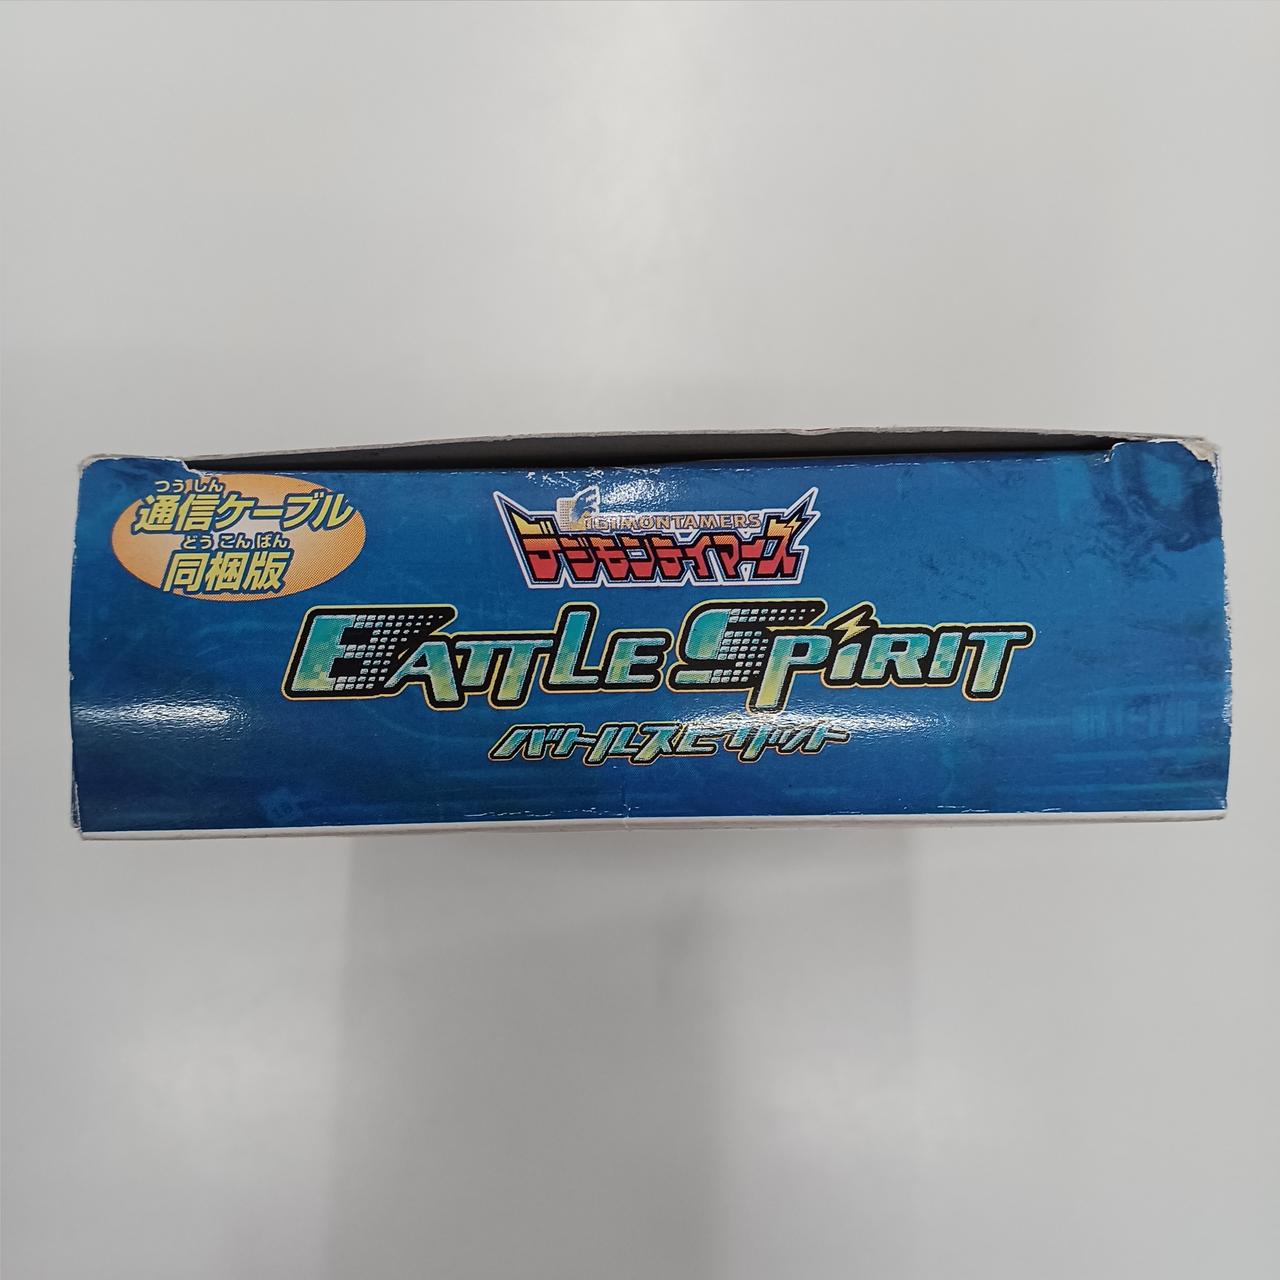 つうしん
通信ケーブル
どうこんばん
同梱版
DIGIMONTAMERS
デジモンテイマーズ
BATTLE SPIRIT
バトルスピリット